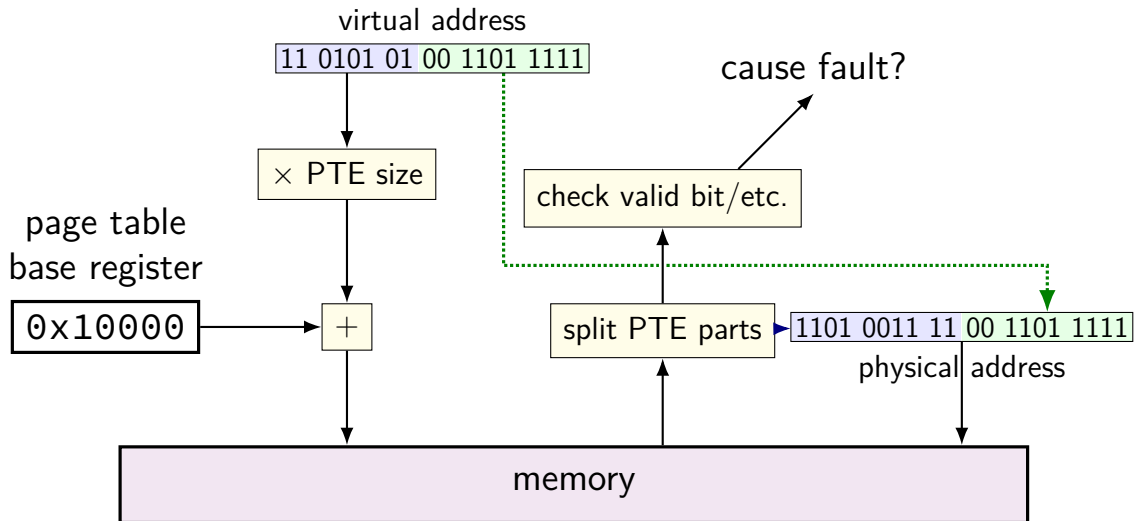 virtual address
11 0101 01 00 1101 1111
cause fault?
× PTE size
check valid bit/etc.
page table
base register
0x10000
+
split PTE parts
1101 0011 11 00 1101 1111
physical address
memory